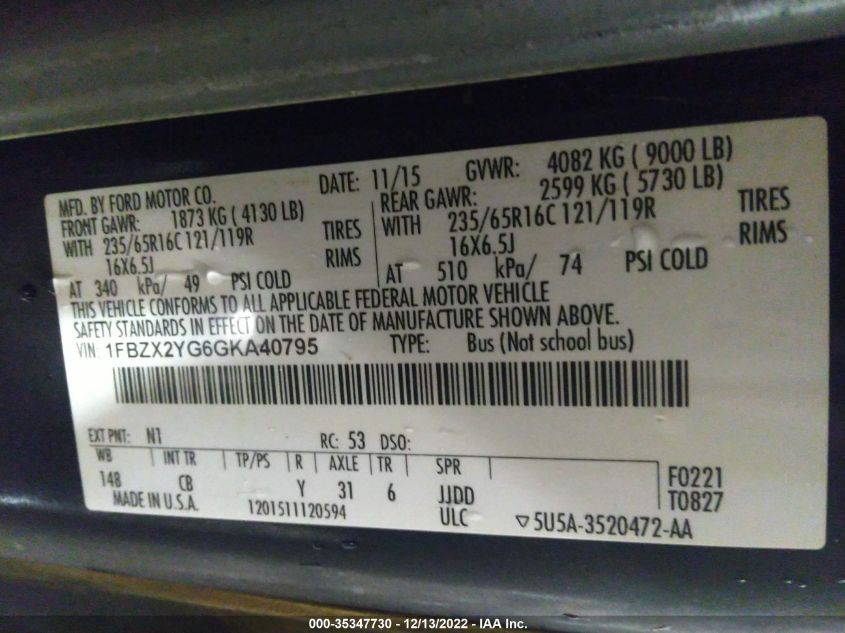 MFD. BY FORD MOTOR CO.
DATE: 11/15
GVWR: 4082 KG ( 9000 LB)
FRONT GAWR: 1873 KG ( 4130 LB)
WITH 235/65R16C 121/119R TIRES
16X6.5J RIMS
AT 340 kPa/ 49 PSI COLD
REAR GAWR: 2599 KG ( 5730 LB)
WITH 235/65R16C 121/119R TIRES
16X6.5J RIMS
AT 510 kPa/ 74 PSI COLD
THIS VEHICLE CONFORMS TO ALL APPLICABLE FEDERAL MOTOR VEHICLE
SAFETY STANDARDS IN EFFECT ON THE DATE OF MANUFACTURE SHOWN ABOVE.
VIN: 1FBZX2YG6GKA40795 TYPE: Bus (Not school bus)
EXT PNT: N1 RC: 53 DSO:
WB INT TR TP/PS R AXLE TR SPR
148 CB Y 31 6 JJDD
F0221
T0827
MADE IN U.S.A. 1201511120594 ULC ▽5U5A-3520472-AA
000-35347730 - 12/13/2022 - IAA Inc.